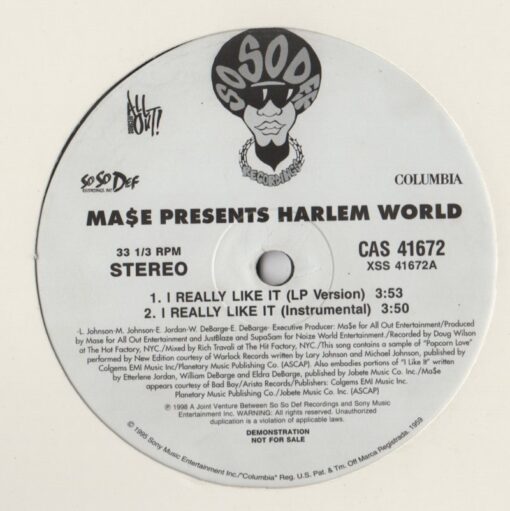 SO SO DEF
RECORDINGS
ALL
OUT!
SO SO DEF
RECORDINGS, INC.
COLUMBIA
MA$E PRESENTS HARLEM WORLD
33 1/3 RPM
STEREO
CAS 41672
XSS 41672A
1. I REALLY LIKE IT (LP Version) 3:53
2. I REALLY LIKE IT (Instrumental) 3:50
-L. Johnson-M. Johnson-E. Jordan-W. DeBarge-E. DeBarge- Executive Producer: Ma$e for All Out Entertainment/Produced
by Mase for All Out Entertainment and JustBlaze and SupaSam for Noize World Entertainment./Recorded by Doug Wilson
at The Hot Factory, NYC./Mixed by Rich Travali at The Hit Factory, NYC./This song contains a sample of "Popcorn Love"
performed by New Edition courtesy of Warlock Records written by Lary Johnson and Michael Johnson, published by
Colgems EMI Music Inc/Planetary Music Publishing Co. (ASCAP). Also embodies portions of "I Like It" written
by Etterlene Jordan, William DeBarge and Eldra DeBarge, published by Jobete Music Co. Inc./Ma$e
appears courtesy of Bad Boy/Arista Records/Publishers: Colgems EMI Music Inc.
Planetary Music Publishing Co./Jobete Music Co. Inc. (ASCAP)
℗ 1998 A Joint Venture Between So So Def Recordings and Sony Music
Entertainment Inc. WARNING: All rights reserved. Unauthorized
duplication is a violation of applicable laws.
DEMONSTRATION
NOT FOR SALE
© 1995 Sony Music Entertainment Inc./"Columbia" Reg. U.S. Pat. & Tm. Off Marca Registrada. 1959